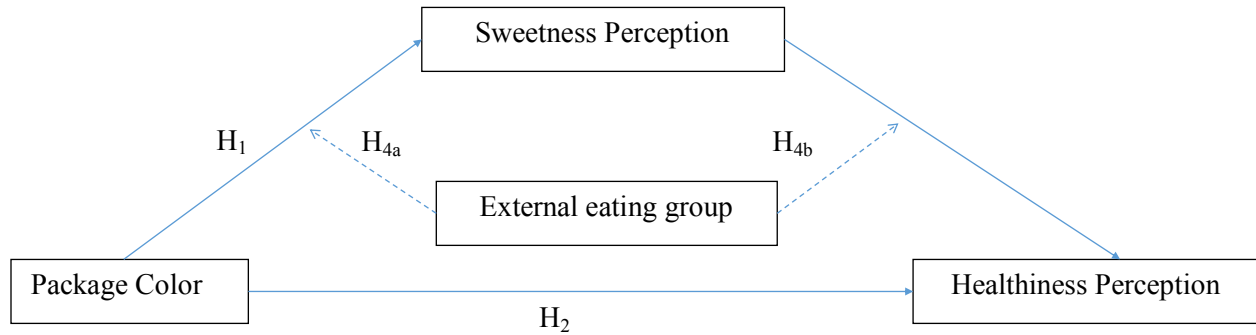 Sweetness Perception
H₁
H₄ₐ
H₄b
External eating group
Package Color
Healthiness Perception
H₂